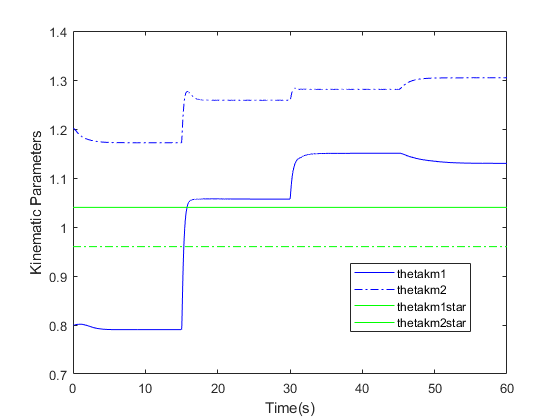 1.4
1.3
1.2
1.1
1
0.9
0.8
0.7
Kinematic Parameters
thetakm1
thetakm2
thetakm1star
thetakm2star
0 10 20 30 40 50 60
Time(s)